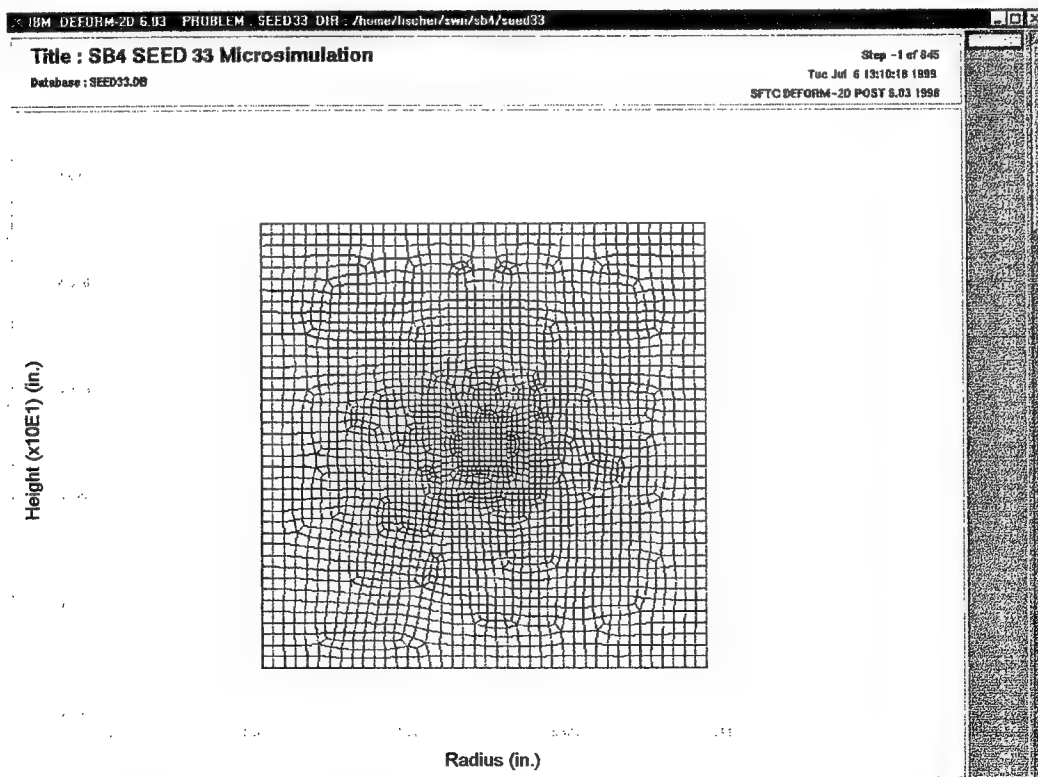 IBM DEFORM-2D 6.03 PROBLEM : SEED33 DIR : /home/fischer/swn/sb4/seed33
Title : SB4 SEED 33 Microsimulation
Step -1 of 845
Database : SEED33.DB
Tue Jul 6 13:10:18 1999
SFTC DEFORM-2D POST 6.03 1998
Height (x10E1) (in.)
Radius (in.)